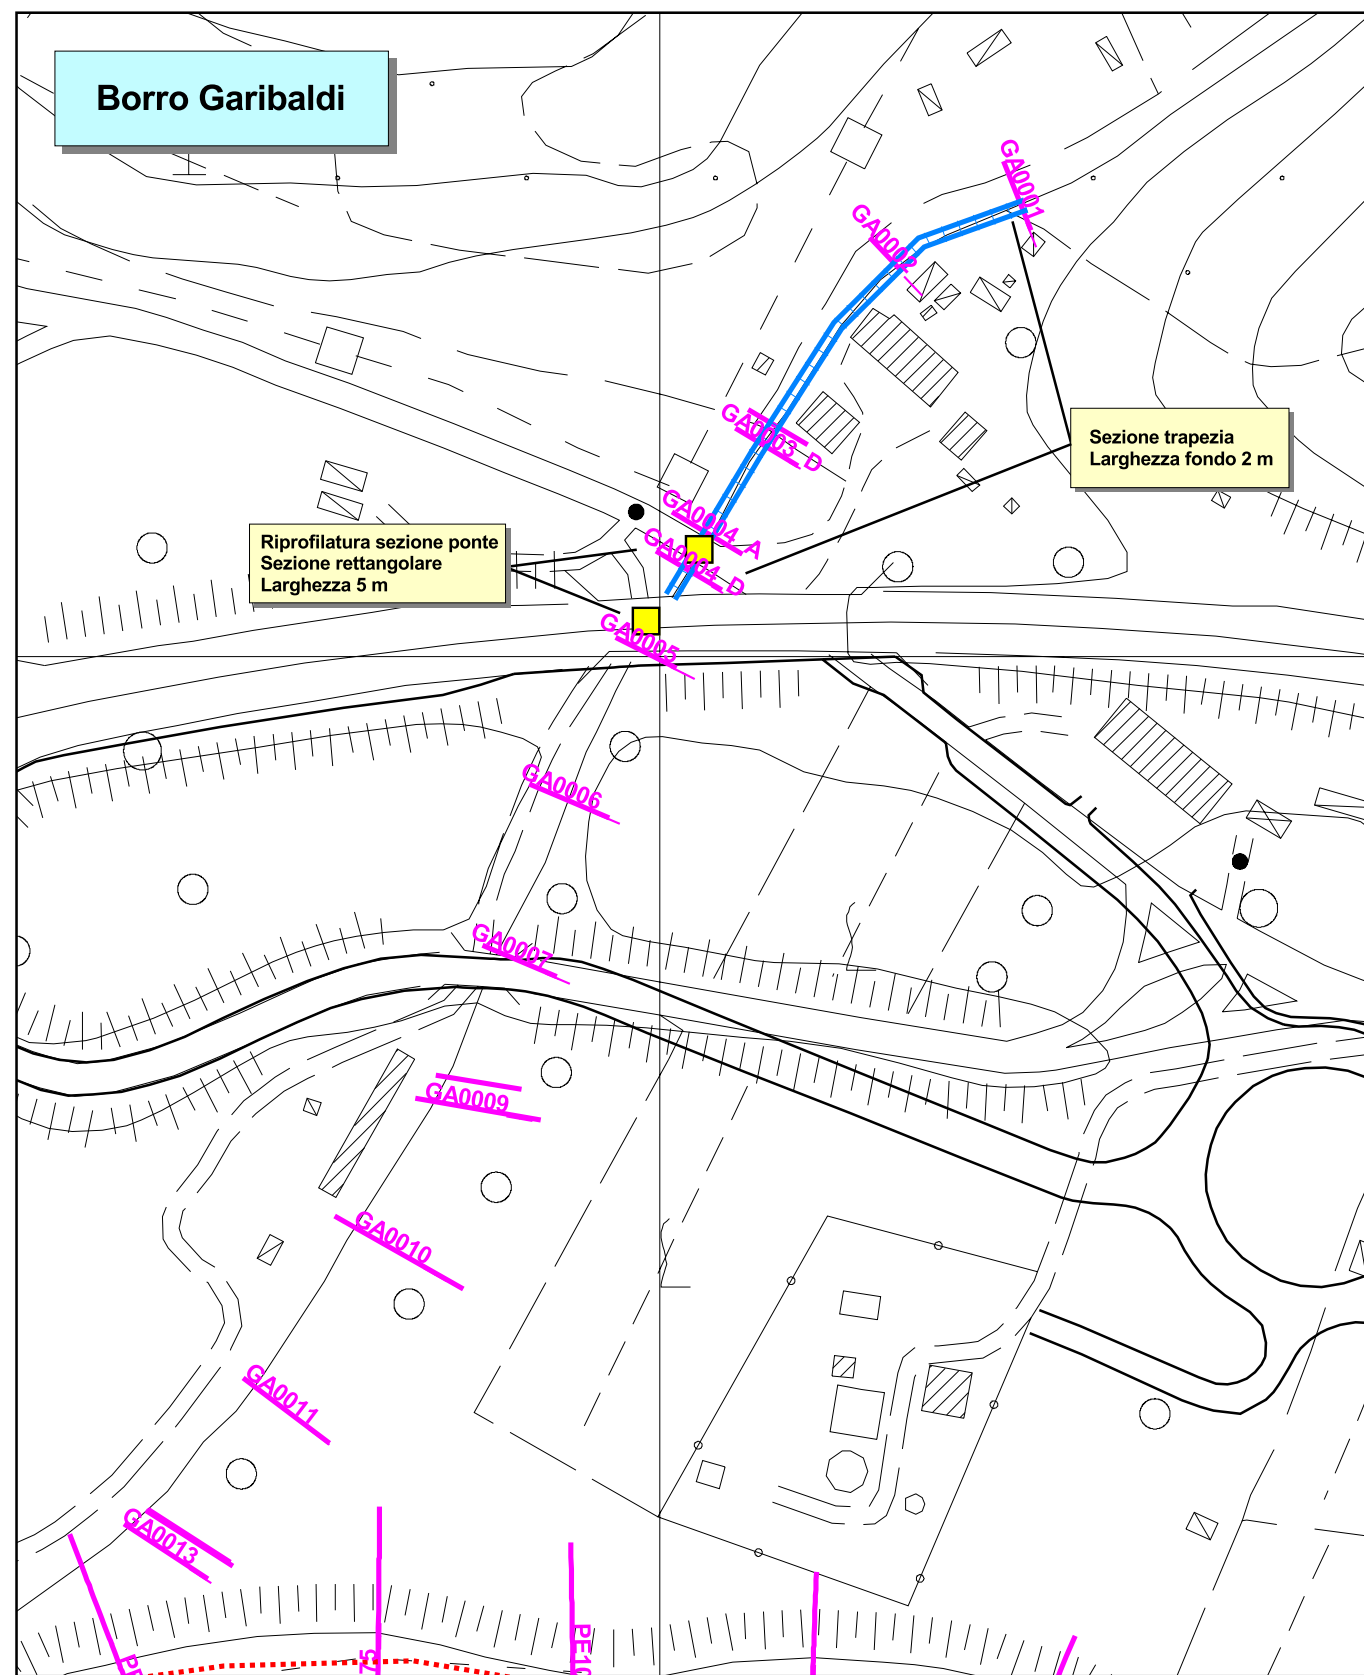 Borro Garibaldi
GA0001
GA0002
GA0003_D
Sezione trapezia
Larghezza fondo 2 m
GA0004_A
Riprofilatura sezione ponte
Sezione rettangolare
Larghezza 5 m
GA0004_D
GA0005
GA0006
GA0007
GA0009
GA0010
GA0011
GA0013